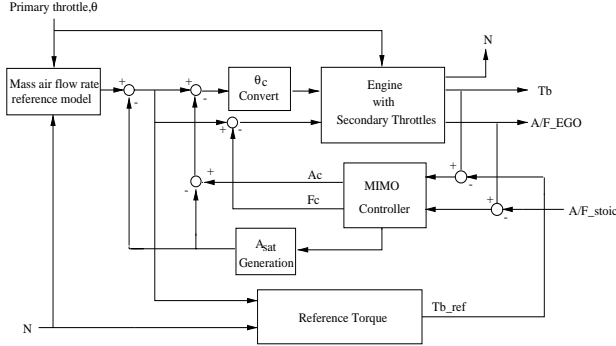 Primary throttle,θ
N
Mass air flow rate
reference model
+
-
+
-
θc
Convert
Engine
with
Secondary Throttles
Tb
+
-
A/F_EGO
Ac
+
-
Fc
MIMO
Controller
+
-
+
-
A/F_stoic
Asat
Generation
Tb_ref
Reference Torque
N